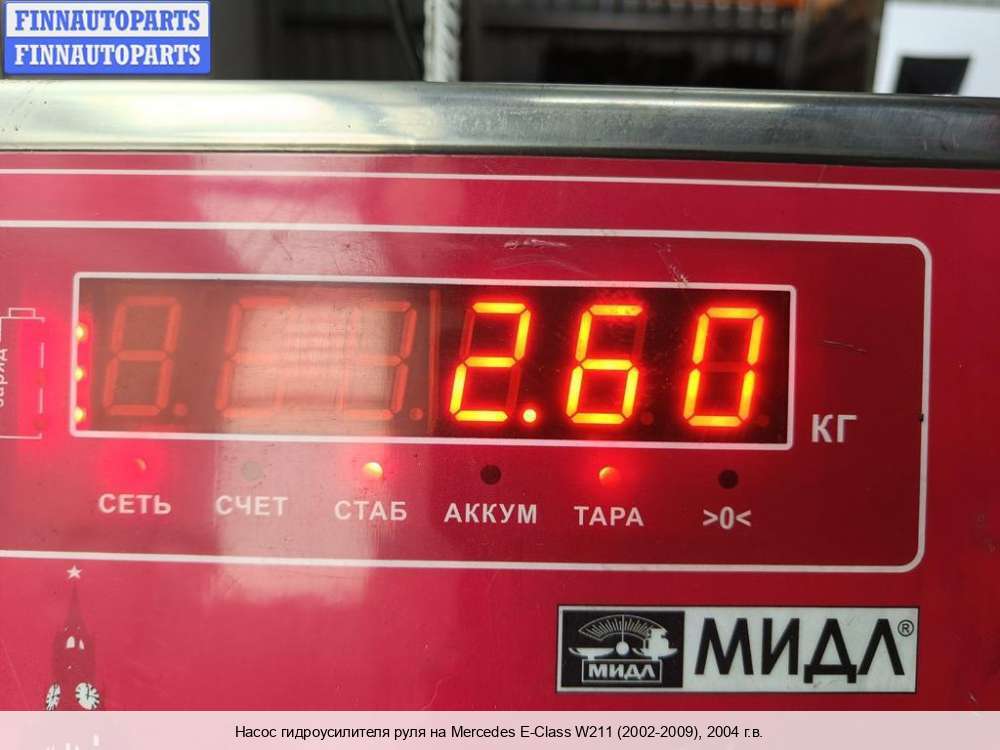 FINNAUTOPARTS
FINNAUTOPARTS
заряд
2.60
КГ
СЕТЬ СЧЕТ СТАБ АККУМ ТАРА >0<
МИДЛ МИДЛ®
Насос гидроусилителя руля на Mercedes E-Class W211 (2002-2009), 2004 г.в.